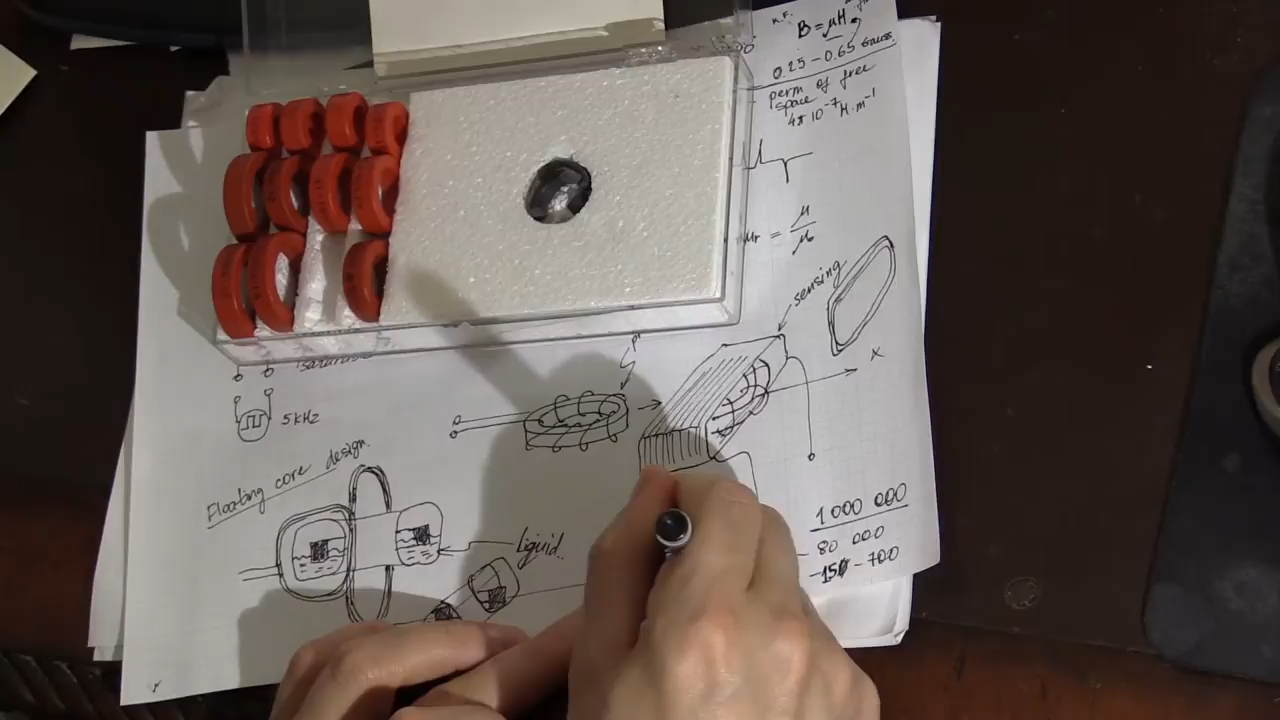 B = μH
0.25 - 0.65 Gauss
perm of free
space
4π 10⁻⁷ H·m⁻¹
μr = μ
μ₀
sensing
x
5 kHz
Floating core design.
Liquid.
1 000 000
80 000
-150 - 700